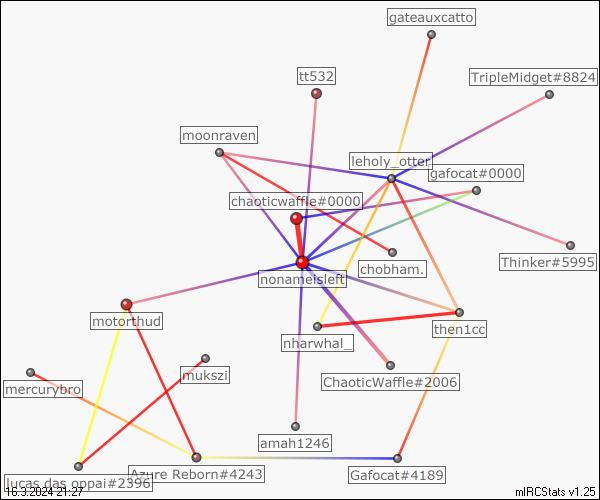 gateauxcatto
tt532
TripleMidget#8824
moonraven
leholy_otter
gafocat#0000
chaoticwaffle#0000
Thinker#5995
chobham.
nonameisleft
motorthud
then1cc
nharwhal_
mukszi
ChaoticWaffle#2006
mercurybro
amah1246
Azure Reborn#4243
Gafocat#4189
lucas das oppai#2396
16.3.2024 21:27
mIRCStats v1.25